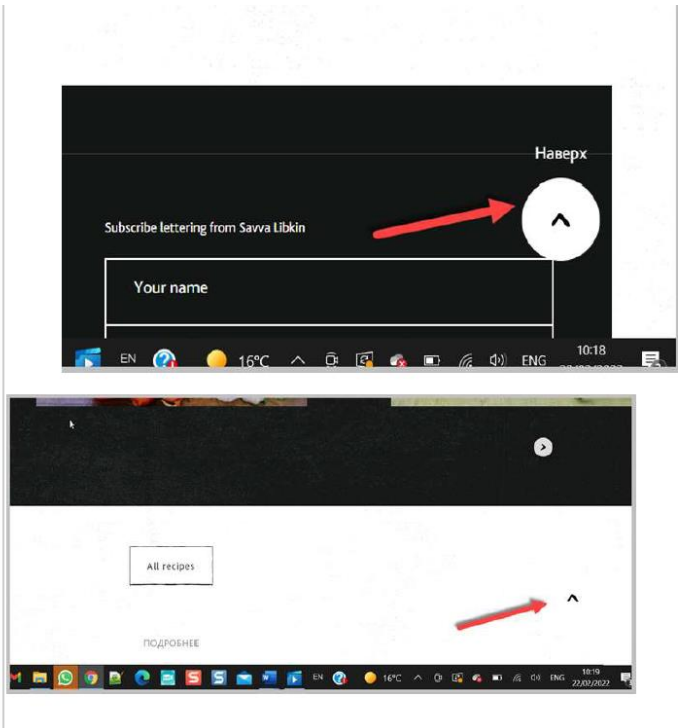 Наверх
Subscribe lettering from Savva Libkin
Your name
EN 16°C ENG 10:18
All recipes
ПОДРОБНЕЕ
EN 16°C ENG 10:19
22/02/2022